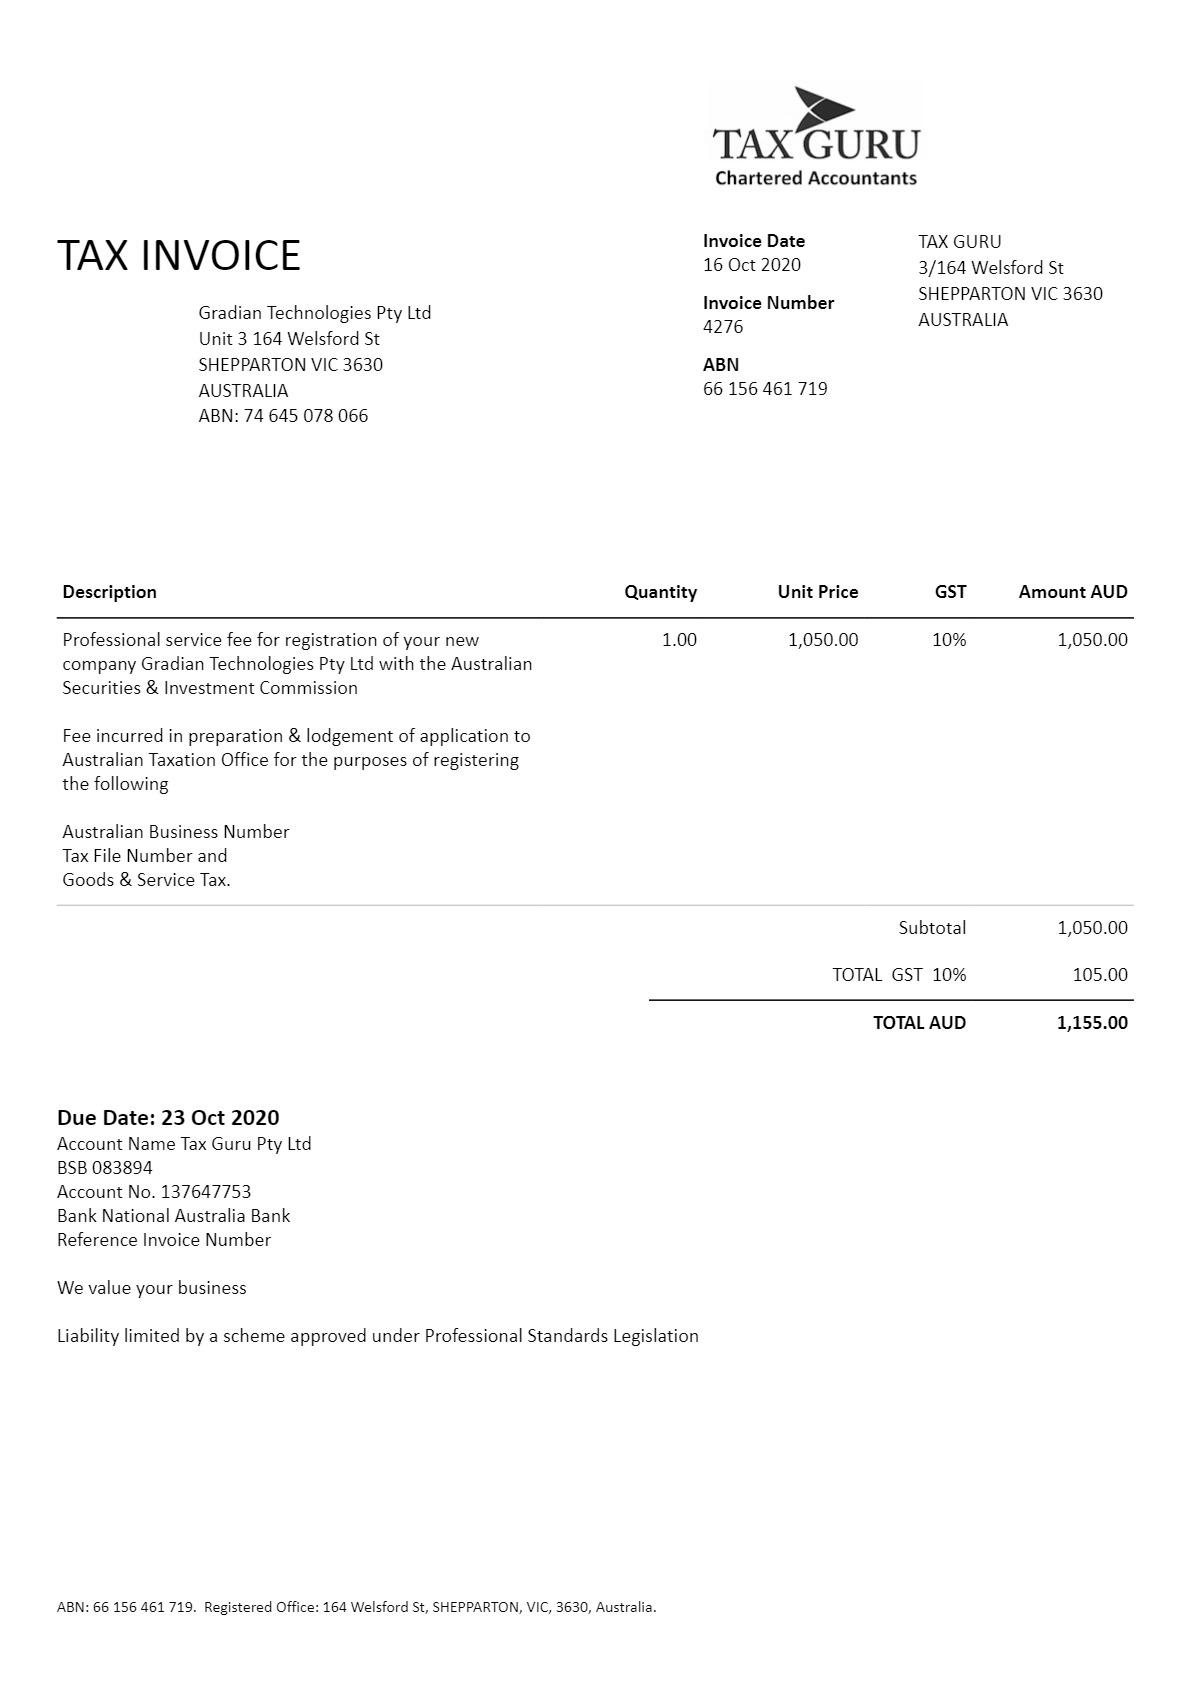 TAX GURU
Chartered Accountants
TAX INVOICE
Gradian Technologies Pty Ltd
Unit 3 164 Welsford St
SHEPPARTON VIC 3630
AUSTRALIA
ABN: 74 645 078 066
Invoice Date
16 Oct 2020
Invoice Number
4276
ABN
66 156 461 719
TAX GURU
3/164 Welsford St
SHEPPARTON VIC 3630
AUSTRALIA
Description Quantity Unit Price GST Amount AUD
Professional service fee for registration of your new 1.00 1,050.00 10% 1,050.00
company Gradian Technologies Pty Ltd with the Australian
Securities & Investment Commission
Fee incurred in preparation & lodgement of application to
Australian Taxation Office for the purposes of registering
the following
Australian Business Number
Tax File Number and
Goods & Service Tax.
Subtotal 1,050.00
TOTAL GST 10% 105.00
TOTAL AUD 1,155.00
Due Date: 23 Oct 2020
Account Name Tax Guru Pty Ltd
BSB 083894
Account No. 137647753
Bank National Australia Bank
Reference Invoice Number
We value your business
Liability limited by a scheme approved under Professional Standards Legislation
ABN: 66 156 461 719. Registered Office: 164 Welsford St, SHEPPARTON, VIC, 3630, Australia.